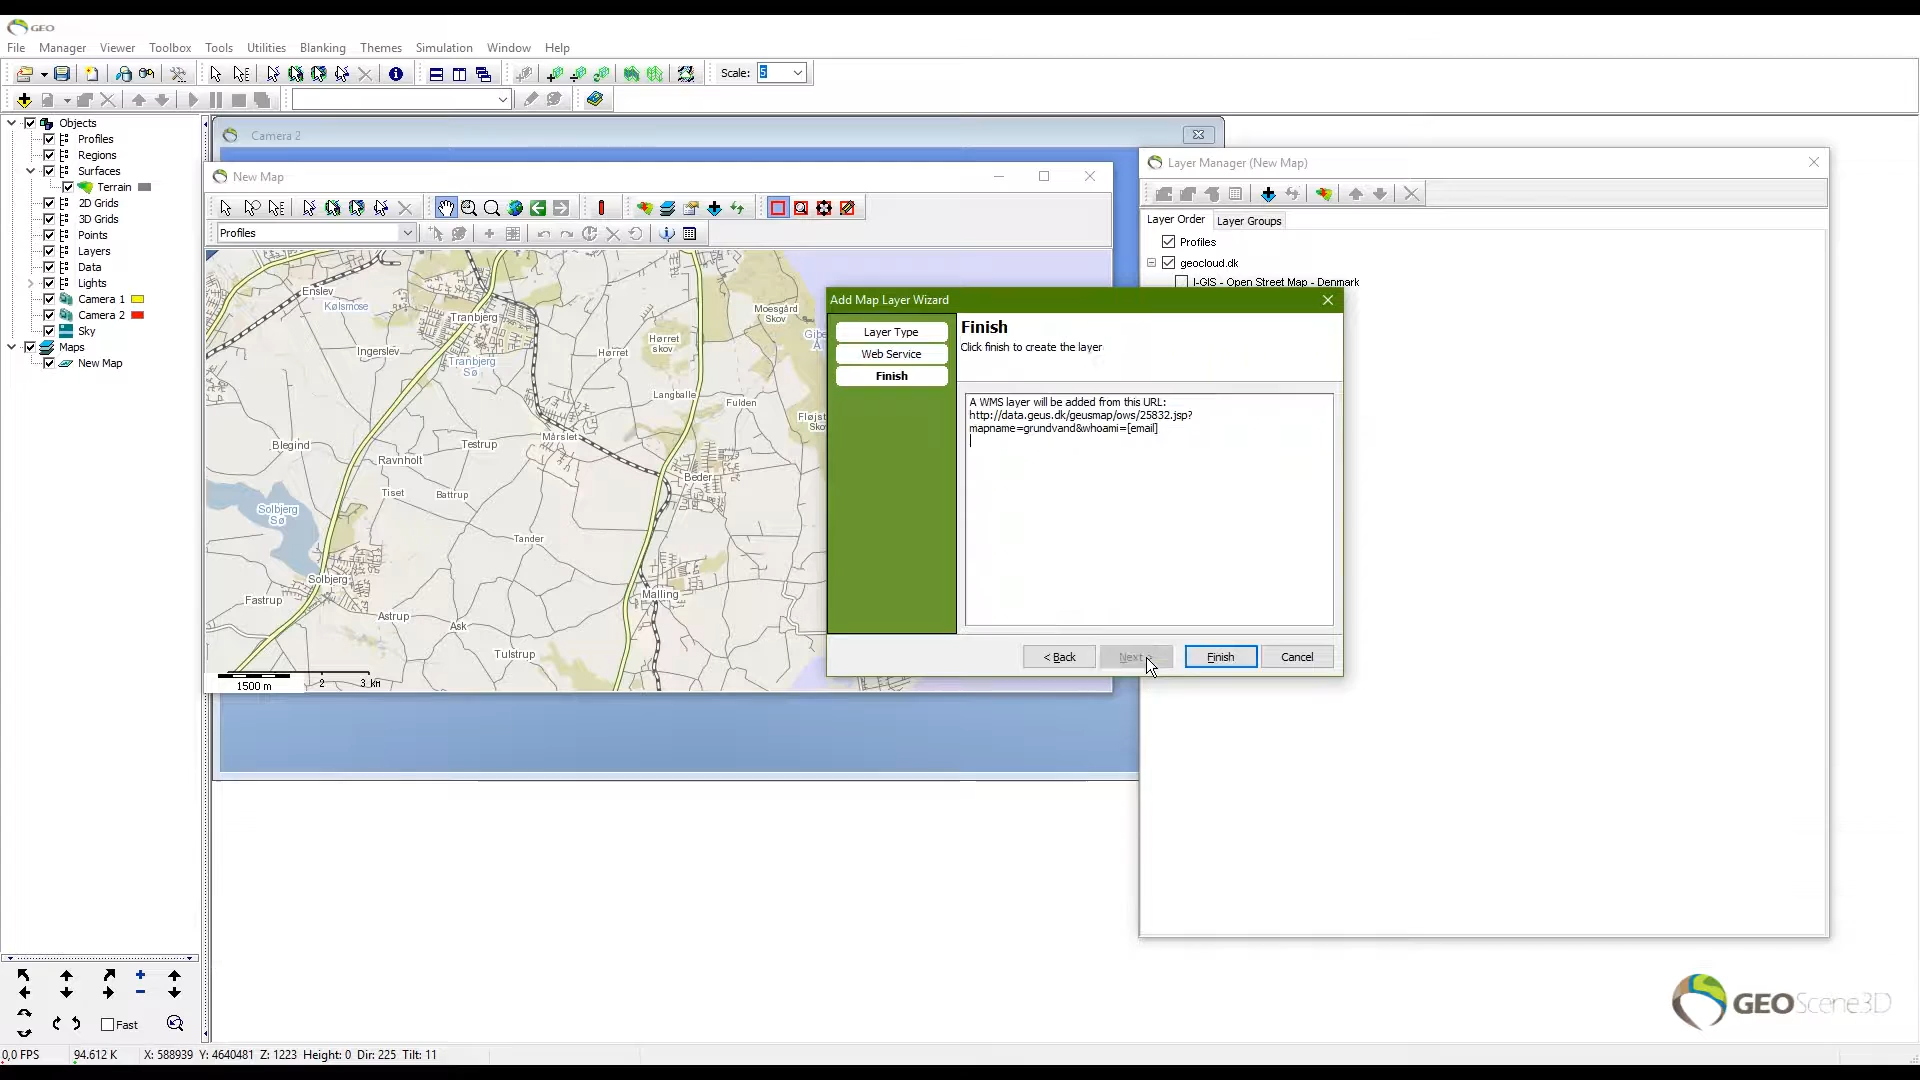 GEO
File Manager Viewer Toolbox Tools Utilities Blanking Themes Simulation Window Help
Scale: 5
Objects
Profiles
Regions
Surfaces
Terrain
2D Grids
3D Grids
Points
Layers
Data
Lights
Camera 1
Camera 2
Sky
Maps
New Map
Camera 2
New Map
Profiles
Enslev
Kølsmose
Tranbjerg
Ingerslev
Tranbjerg
Sø
Hørret
Hørret
skov
Moesgård
Skov
Langballe
Fulden
Blegind
Testrup
Mårslet
Ravnholt
Tiset
Battrup
Beder
Solbjerg
Sø
Tander
Solbjerg
Fastrup
Astrup
Ask
Malling
Tulstrup
1500 m
2
3 km
Layer Manager (New Map)
Layer Order
Layer Groups
Profiles
geocloud.dk
I-GIS - Open Street Map - Denmark
Add Map Layer Wizard
Layer Type
Web Service
Finish
Finish
Click finish to create the layer
A WMS layer will be added from this URL:
http://data.geus.dk/geusmap/ows/25832.jsp?
mapname=grundvand&whoami=[email]
< Back
Next >
Finish
Cancel
Fast
GEOScene3D
0,0 FPS 94.612 K X: 588939 Y: 4640481 Z: 1223 Height: 0 Dir: 225 Tilt: 11